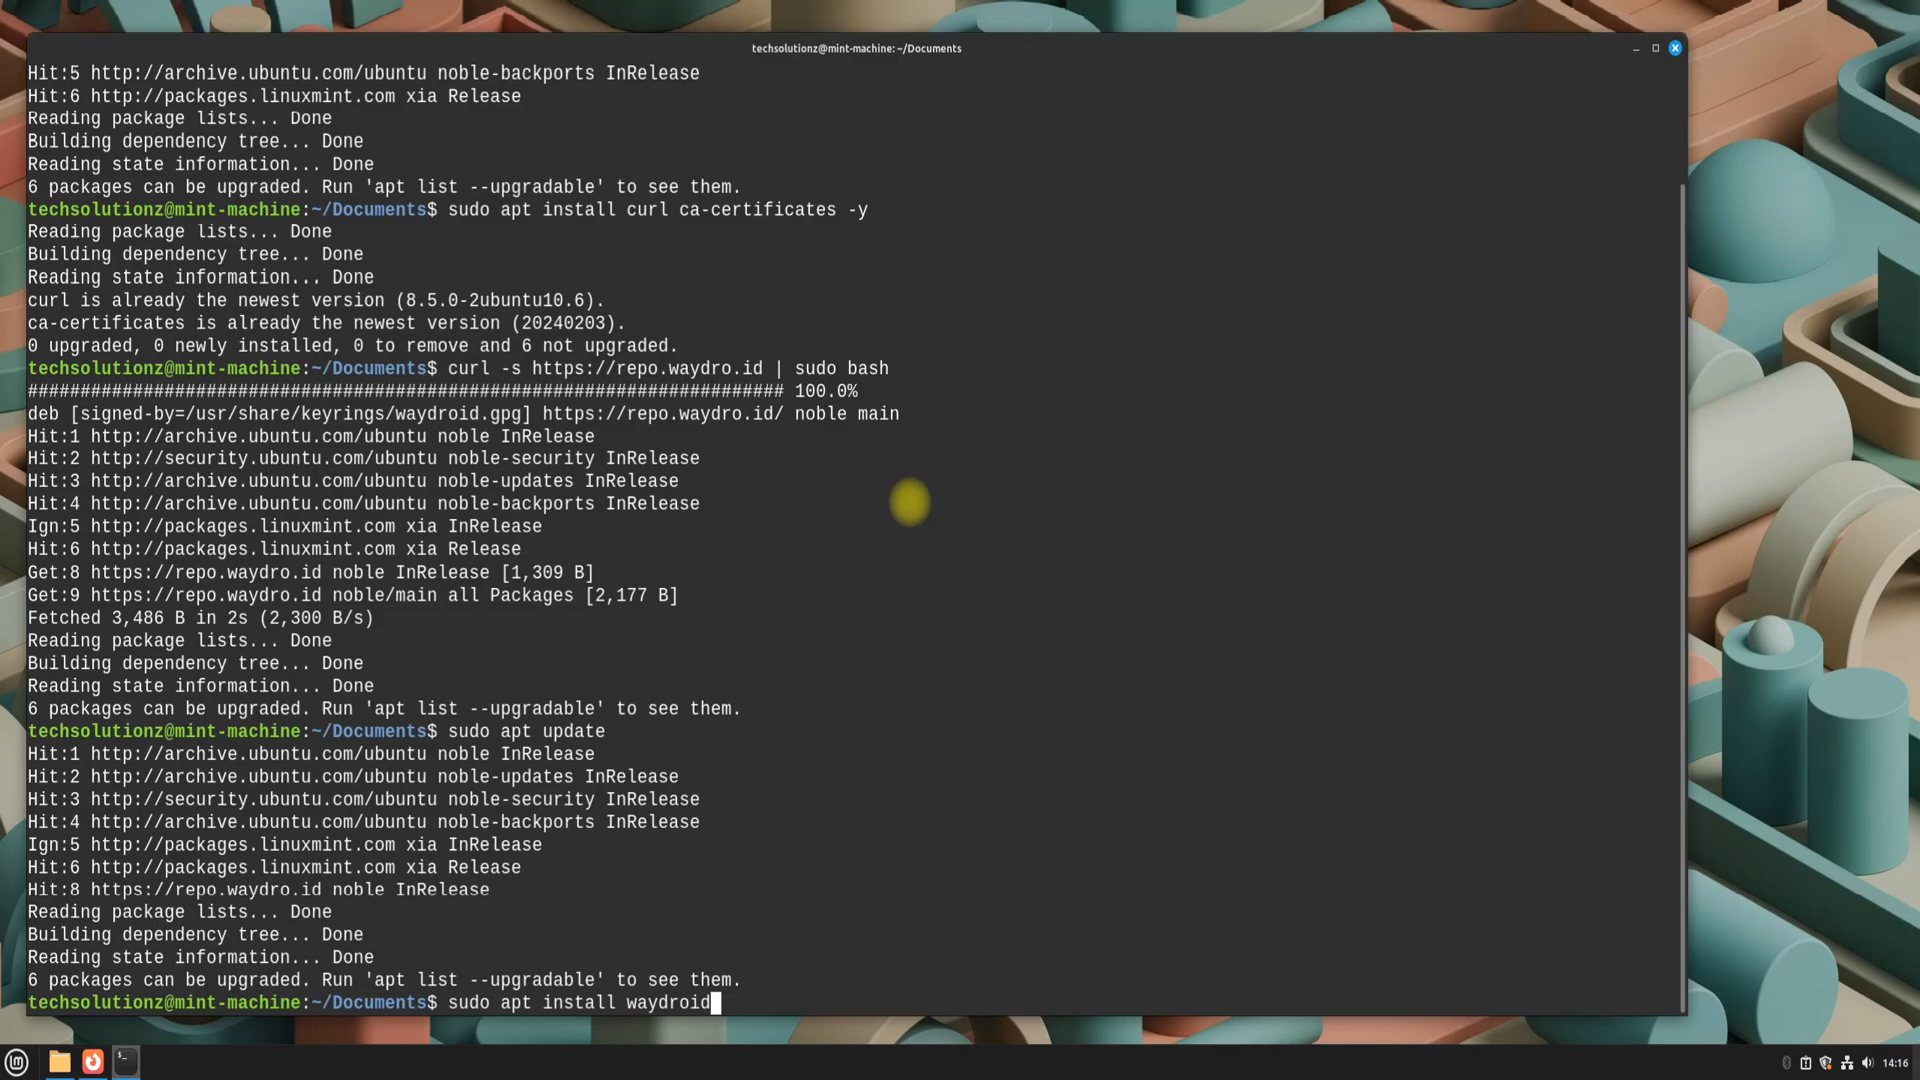 techsolutionz@mint-machine: ~/Documents
Hit:5 http://archive.ubuntu.com/ubuntu noble-backports InRelease
Hit:6 http://packages.linuxmint.com xia Release
Reading package lists... Done
Building dependency tree... Done
Reading state information... Done
6 packages can be upgraded. Run 'apt list --upgradable' to see them.
techsolutionz@mint-machine:~/Documents$ sudo apt install curl ca-certificates -y
Reading package lists... Done
Building dependency tree... Done
Reading state information... Done
curl is already the newest version (8.5.0-2ubuntu10.6).
ca-certificates is already the newest version (20240203).
0 upgraded, 0 newly installed, 0 to remove and 6 not upgraded.
techsolutionz@mint-machine:~/Documents$ curl -s https://repo.waydro.id | sudo bash
######################################################################## 100.0%
deb [signed-by=/usr/share/keyrings/waydroid.gpg] https://repo.waydro.id/ noble main
Hit:1 http://archive.ubuntu.com/ubuntu noble InRelease
Hit:2 http://security.ubuntu.com/ubuntu noble-security InRelease
Hit:3 http://archive.ubuntu.com/ubuntu noble-updates InRelease
Hit:4 http://archive.ubuntu.com/ubuntu noble-backports InRelease
Ign:5 http://packages.linuxmint.com xia InRelease
Hit:6 http://packages.linuxmint.com xia Release
Get:8 https://repo.waydro.id noble InRelease [1,309 B]
Get:9 https://repo.waydro.id noble/main all Packages [2,177 B]
Fetched 3,486 B in 2s (2,300 B/s)
Reading package lists... Done
Building dependency tree... Done
Reading state information... Done
6 packages can be upgraded. Run 'apt list --upgradable' to see them.
techsolutionz@mint-machine:~/Documents$ sudo apt update
Hit:1 http://archive.ubuntu.com/ubuntu noble InRelease
Hit:2 http://archive.ubuntu.com/ubuntu noble-updates InRelease
Hit:3 http://security.ubuntu.com/ubuntu noble-security InRelease
Hit:4 http://archive.ubuntu.com/ubuntu noble-backports InRelease
Ign:5 http://packages.linuxmint.com xia InRelease
Hit:6 http://packages.linuxmint.com xia Release
Hit:8 https://repo.waydro.id noble InRelease
Reading package lists... Done
Building dependency tree... Done
Reading state information... Done
6 packages can be upgraded. Run 'apt list --upgradable' to see them.
techsolutionz@mint-machine:~/Documents$ sudo apt install waydroid
14:16